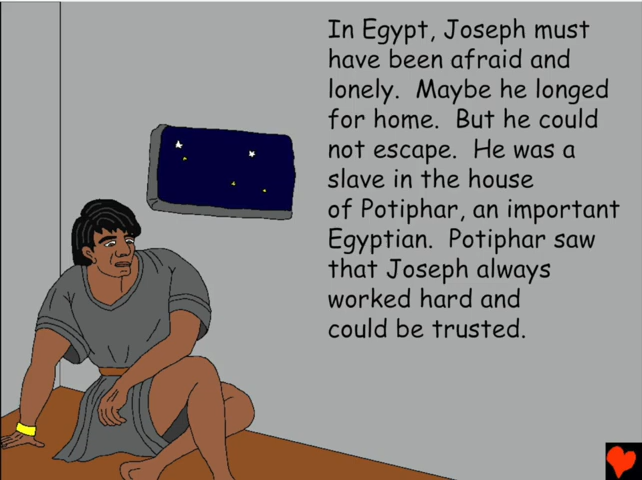 In Egypt, Joseph must
have been afraid and
lonely.  Maybe he longed
for home.  But he could
not escape.  He was a
slave in the house
of Potiphar, an important
Egyptian.  Potiphar saw
that Joseph always
worked hard and
could be trusted.